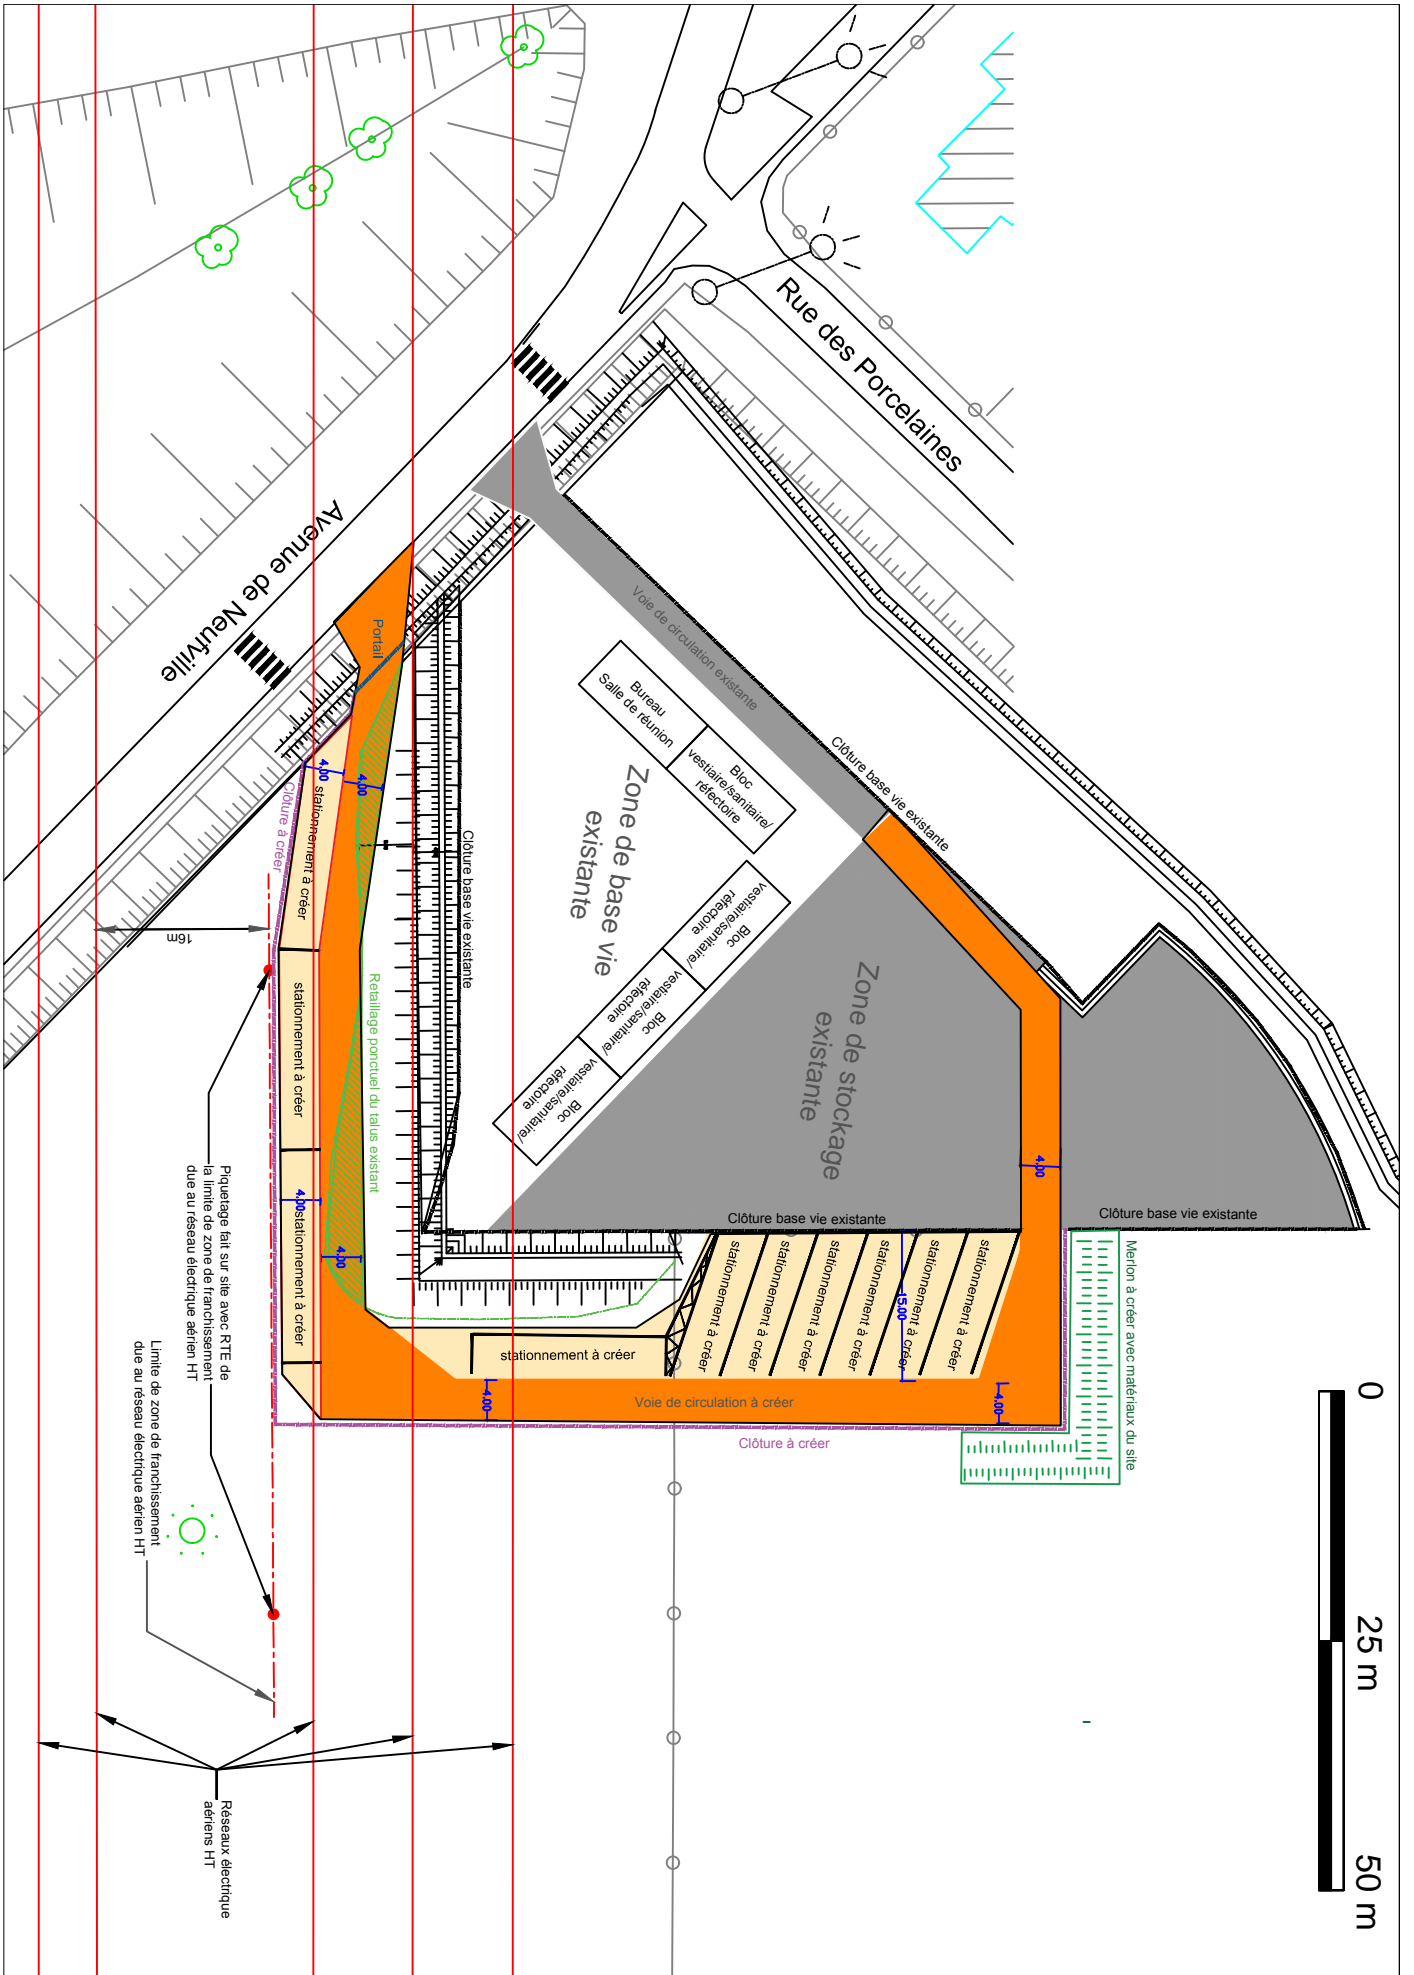 Rue des Porcelaines
Avenue de Neufville
Portail
Voie de circulation existante
Bureau
Salle de réunion
Bloc
vestiaire/sanitaire/
réfectoire
Clôture base vie existante
Zone de base vie
existante
Clôture base vie existante
Bloc
vestiaire/sanitaire/
réfectoire
Bloc
vestiaire/sanitaire/
réfectoire
Bloc
vestiaire/sanitaire/
réfectoire
Zone de stockage
existante
4.00
4.00
stationnement à créer
Clôture à créer
16m
Retaillage ponctuel du talus existant
stationnement à créer
4.00
stationnement à créer
4.00
4.00
Clôture base vie existante
Clôture base vie existante
stationnement à créer
stationnement à créer
stationnement à créer
stationnement à créer
stationnement à créer
stationnement à créer
15.00
stationnement à créer
4.00
Voie de circulation à créer
4.00
Clôture à créer
Merlon à créer avec matériaux du site
Piquetage fait sur site avec RTE de
la limite de zone de franchissement
due au réseau électrique aérien HT
Limite de zone de franchissement
due au réseau électrique aérien HT
Réseaux électrique
aériens HT
0
25 m
50 m